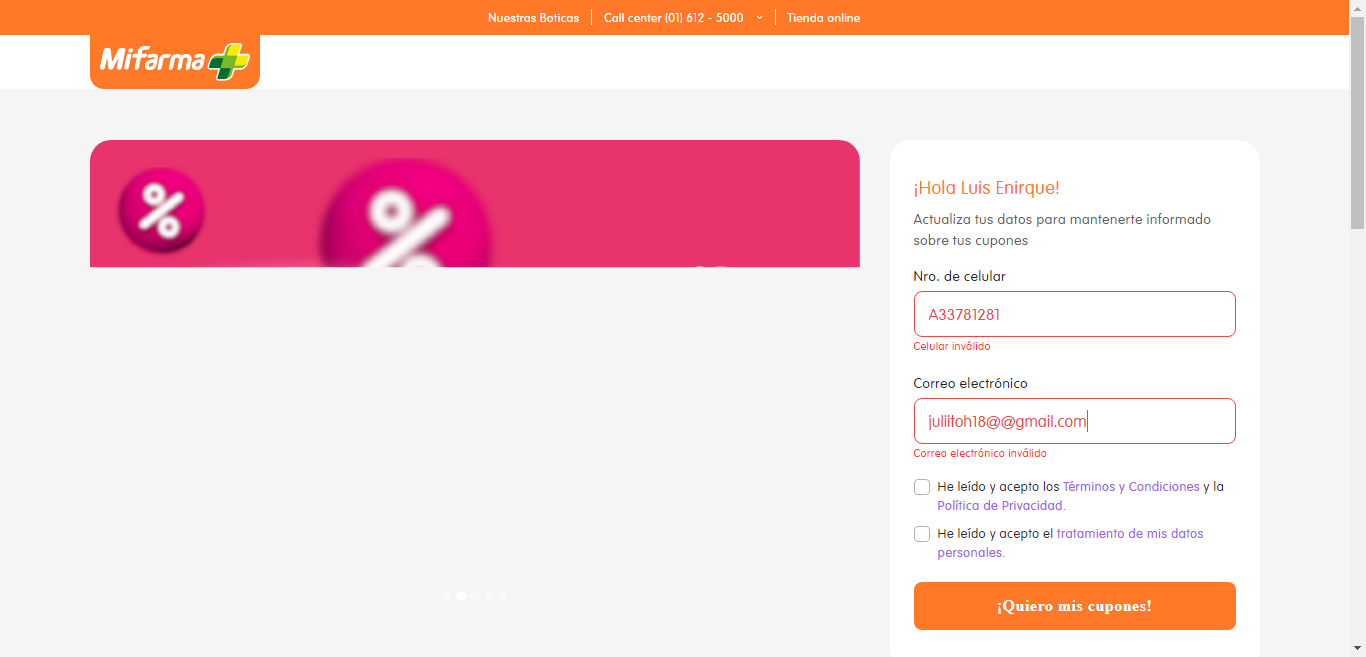 Nuestras Boticas
Call center (01) 612 - 5000
Tienda online
Mifarma
%
%
¡Hola Luis Enirque!
Actualiza tus datos para mantenerte informado
sobre tus cupones
Nro. de celular
A33781281
Celular inválido
Correo electrónico
juliitoh18@@gmail.com
Correo electrónico inválido
He leído y acepto los Términos y Condiciones y la
Política de Privacidad.
He leído y acepto el tratamiento de mis datos
personales.
¡Quiero mis cupones!